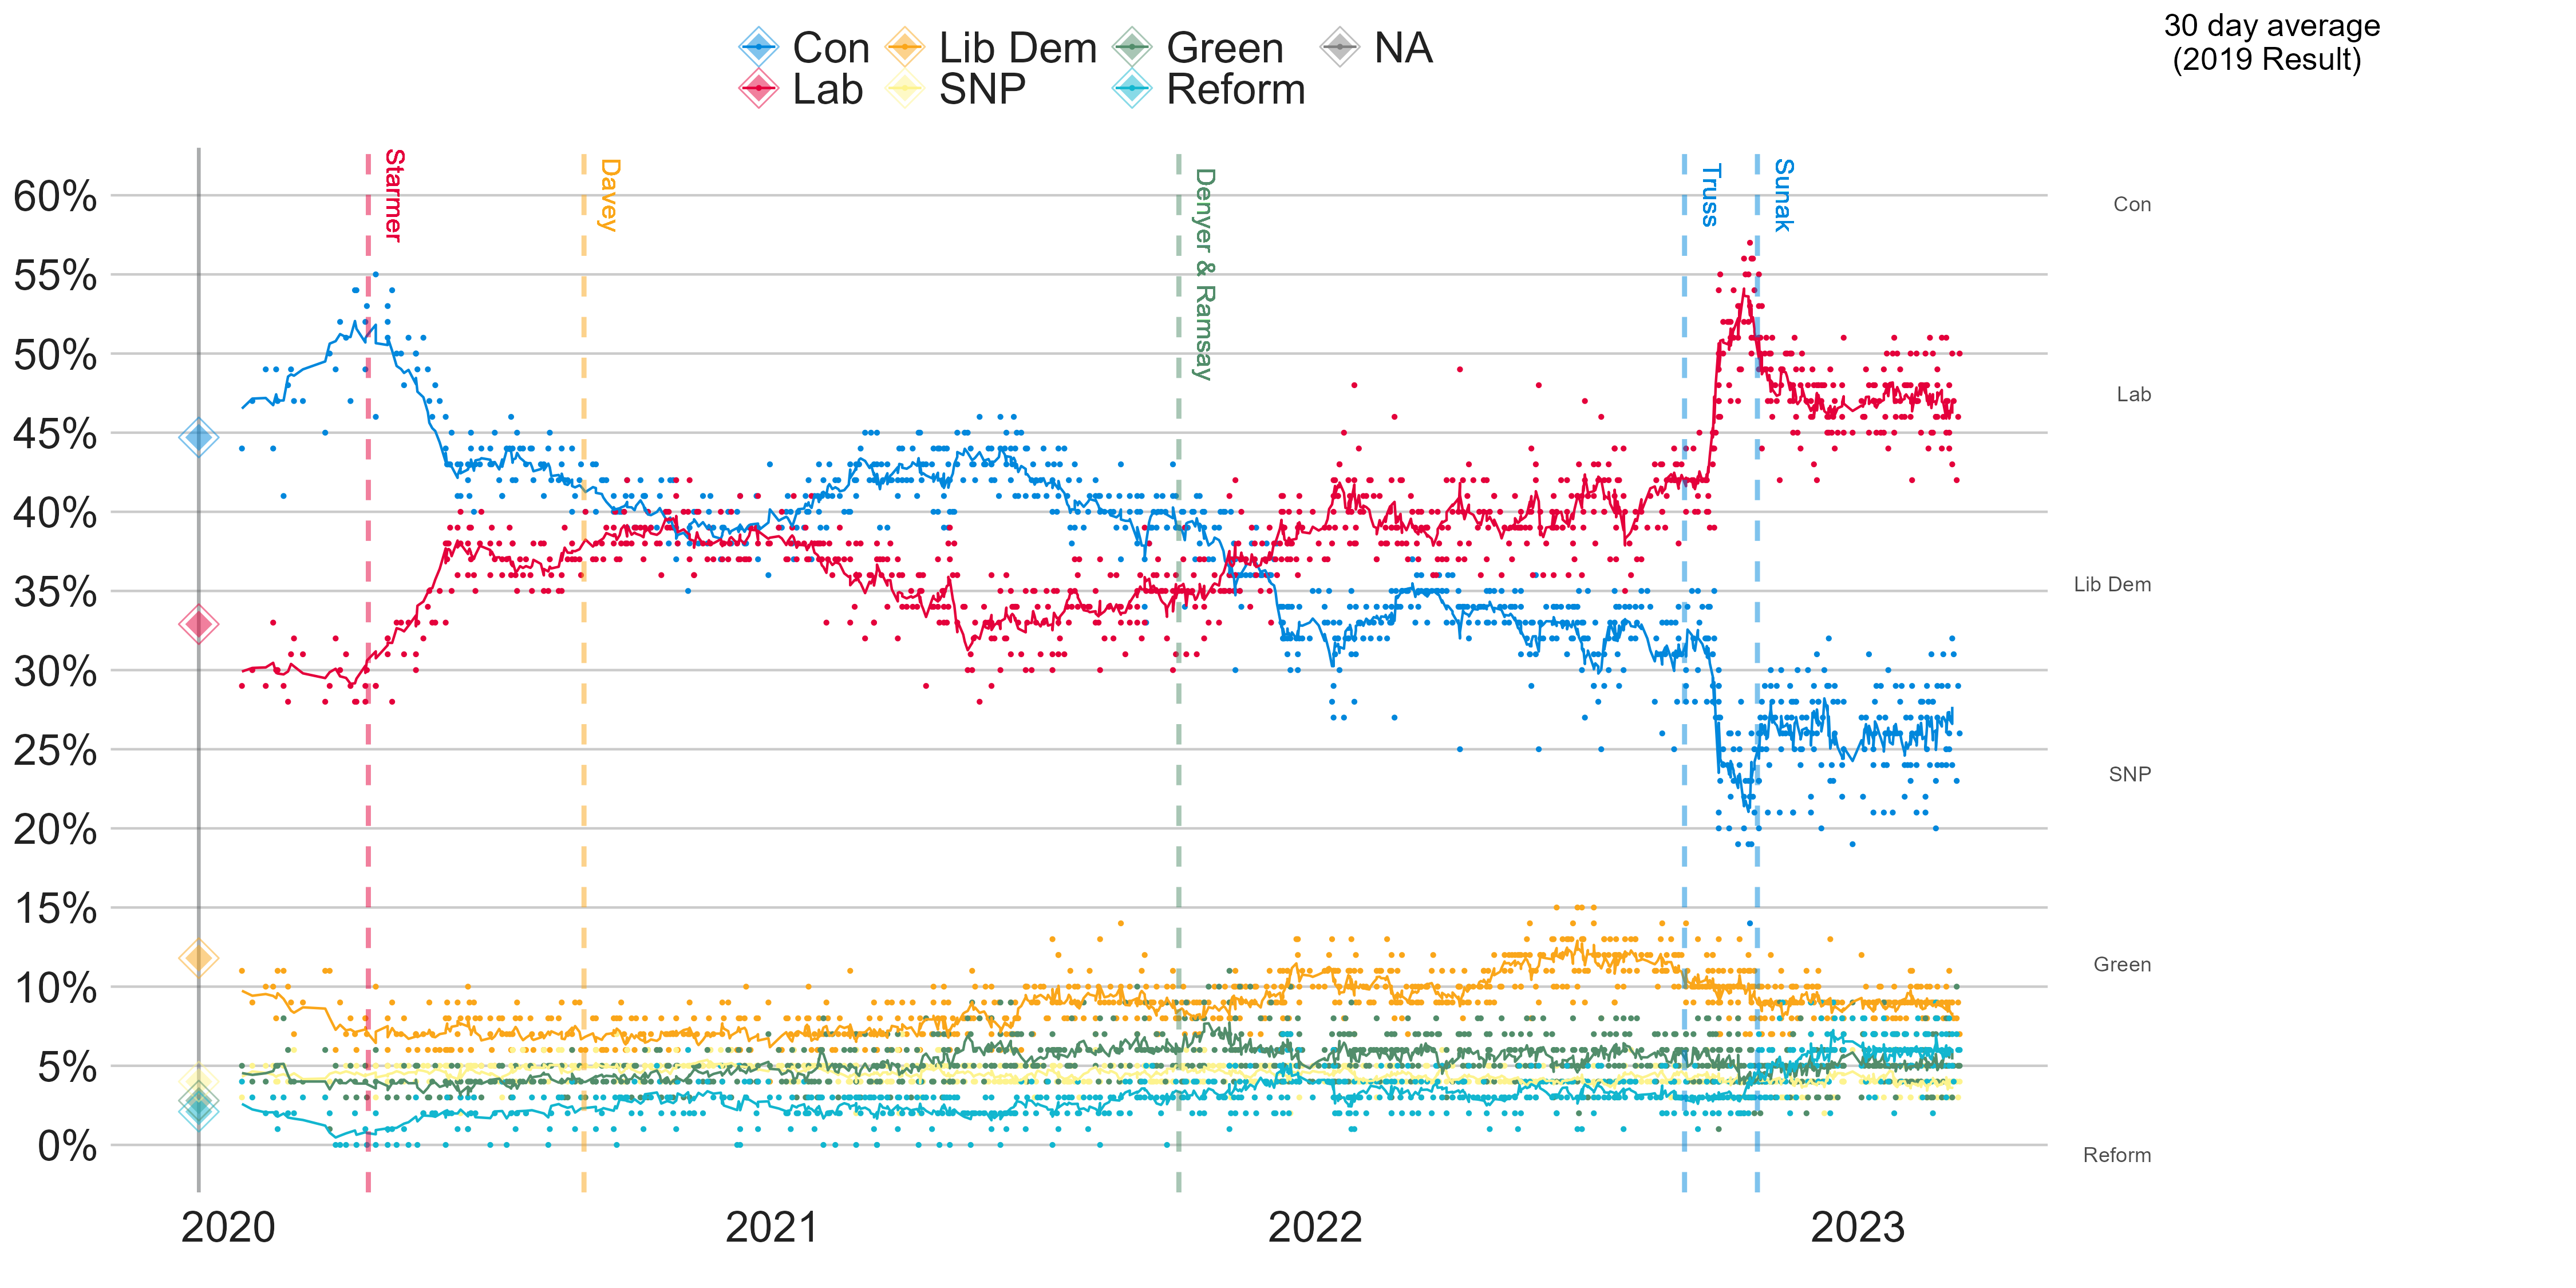 Con Lib Dem Green NA
Lab SNP Reform
30 day average
(2019 Result)
Starmer
Davey
Denyer & Ramsay
Truss
Sunak
60%
55%
50%
45%
40%
35%
30%
25%
20%
15%
10%
5%
0%
2020 2021 2022 2023
Con
Lab
Lib Dem
SNP
Green
Reform